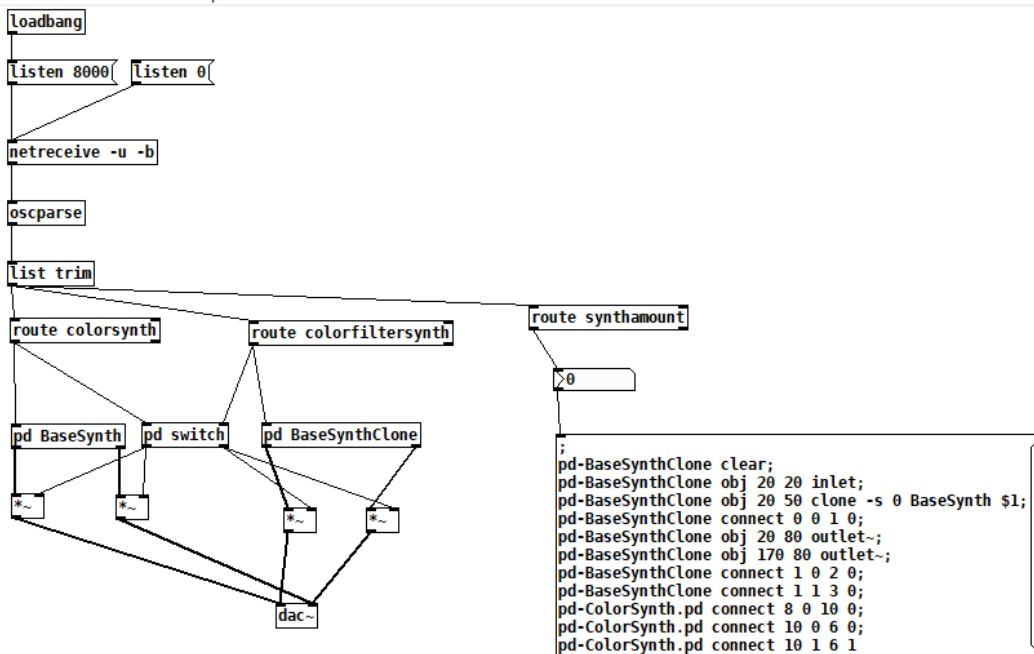 loadbang
listen 8000
listen 0
netreceive -u -b
oscparse
list trim
route colorsynth
route colorfiltersynth
route synthamount
0
pd BaseSynth
pd switch
pd BaseSynthClone
*~
*~
*~
*~
dac~
;
pd-BaseSynthClone clear;
pd-BaseSynthClone obj 20 20 inlet;
pd-BaseSynthClone obj 20 50 clone -s 0 BaseSynth $1;
pd-BaseSynthClone connect 0 0 1 0;
pd-BaseSynthClone obj 20 80 outlet~;
pd-BaseSynthClone obj 170 80 outlet~;
pd-BaseSynthClone connect 1 0 2 0;
pd-BaseSynthClone connect 1 1 3 0;
pd-ColorSynth.pd connect 8 0 10 0;
pd-ColorSynth.pd connect 10 0 6 0;
pd-ColorSynth.pd connect 10 1 6 1